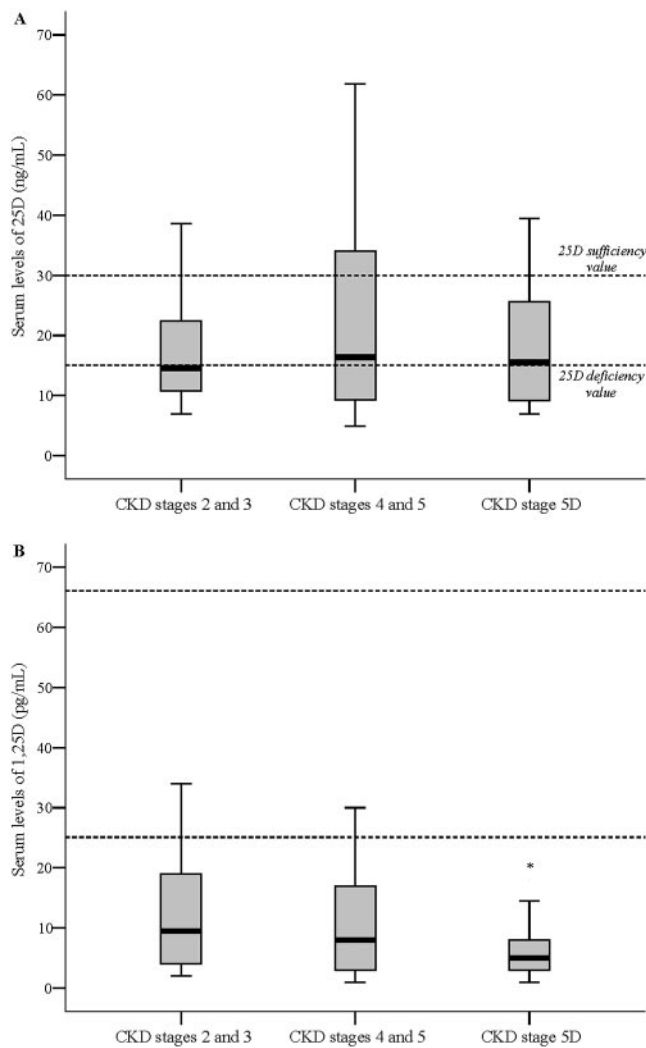 A
70
60
50
40
30
20
10
0
Serum levels of 25D (ng/mL)
25D sufficiency
value
25D deficiency
value
CKD stages 2 and 3 CKD stages 4 and 5 CKD stage 5D
B
70
60
50
40
30
20
10
0
Serum levels of 1,25D (pg/mL)
*
CKD stages 2 and 3 CKD stages 4 and 5 CKD stage 5D